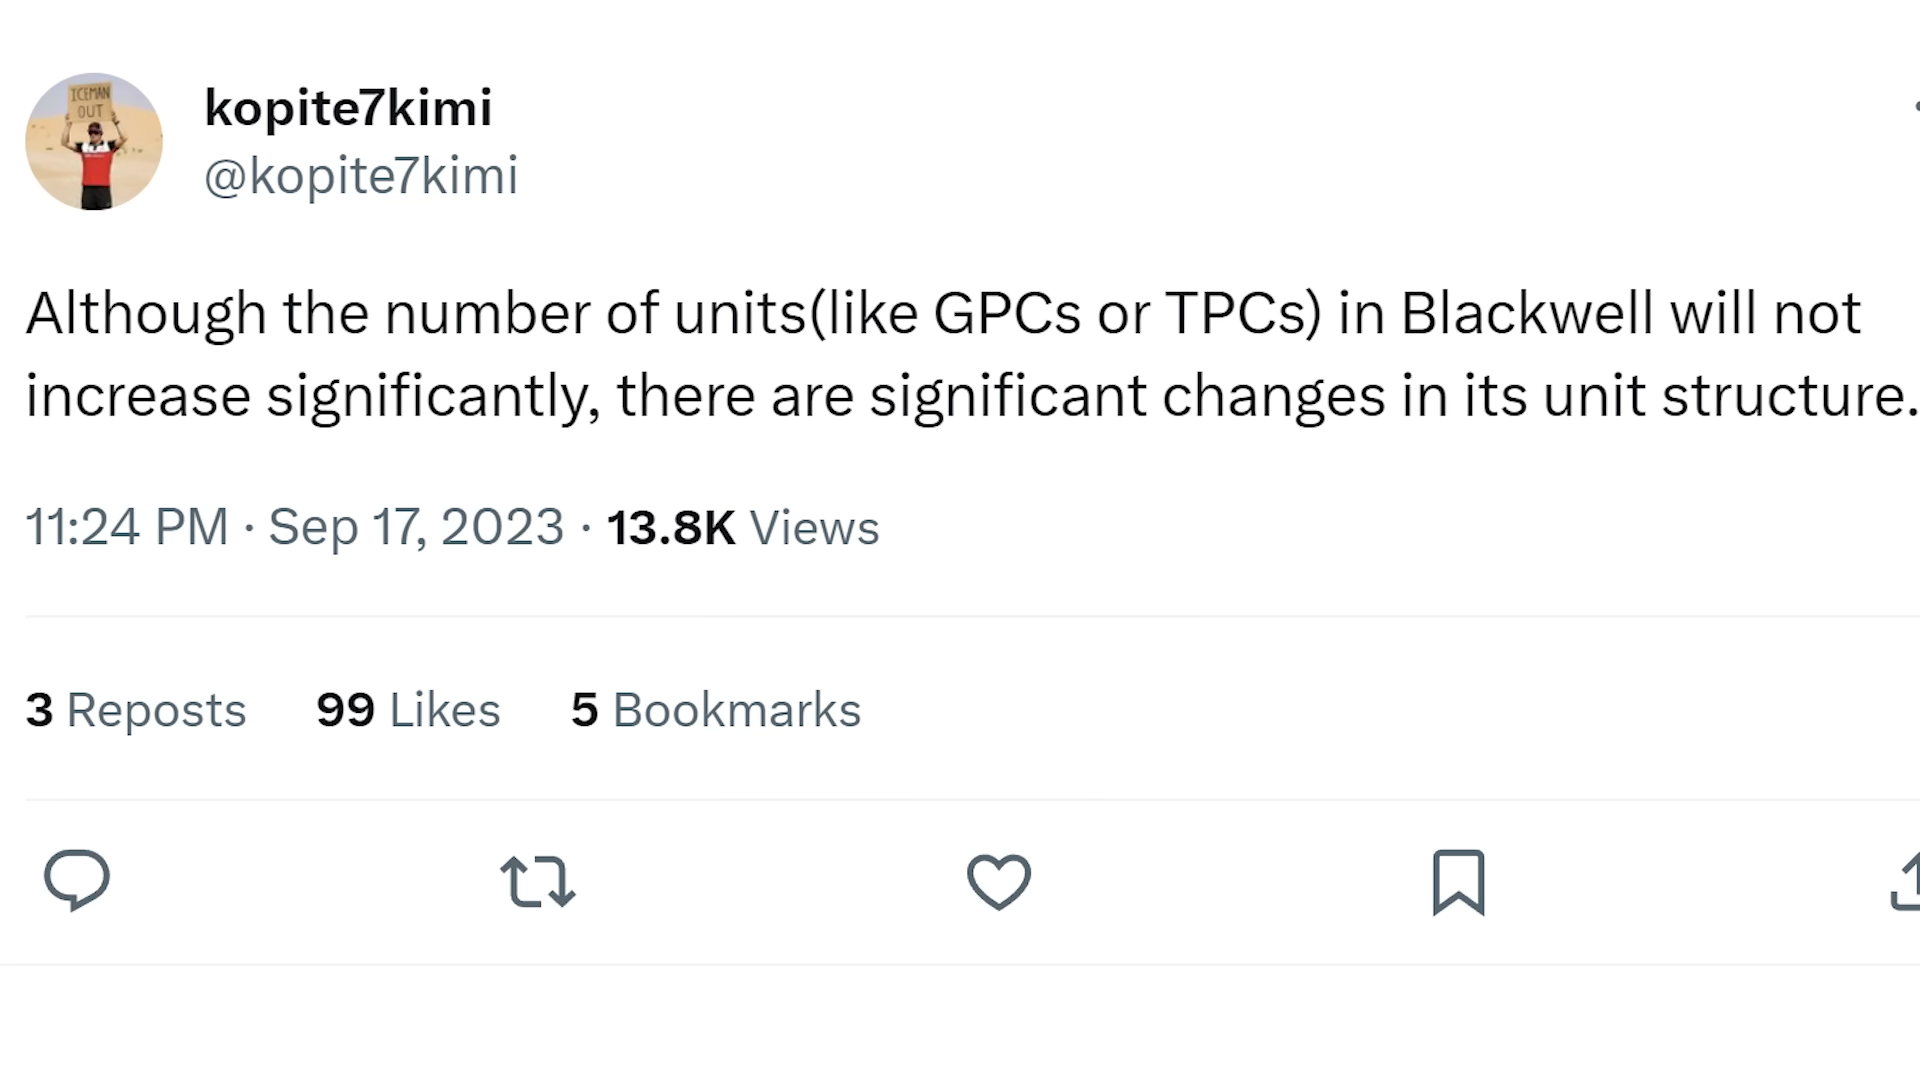 ICEMAN
OUT
kopite7kimi
@kopite7kimi
Although the number of units(like GPCs or TPCs) in Blackwell will not
increase significantly, there are significant changes in its unit structure.
11:24 PM · Sep 17, 2023 · 13.8K Views
3 Reposts 99 Likes 5 Bookmarks